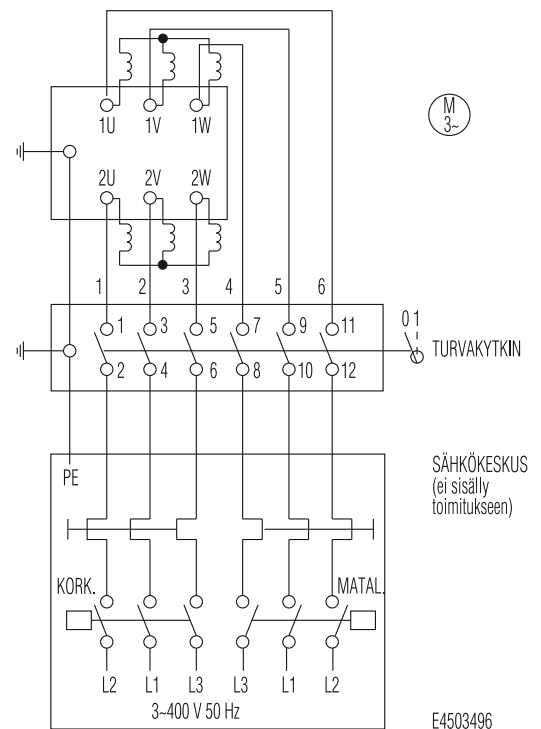 M
3~
1U 1V 1W
2U 2V 2W
1 2 3 4 5 6
1 3 5 7 9 11
0 1
TURVAKYTKIN
2 4 6 8 10 12
PE
SÄHKÖKESKUS
(ei sisälly
toimitukseen)
KORK. MATAL.
L2 L1 L3 L3 L1 L2
3~400 V 50 Hz
E4503496